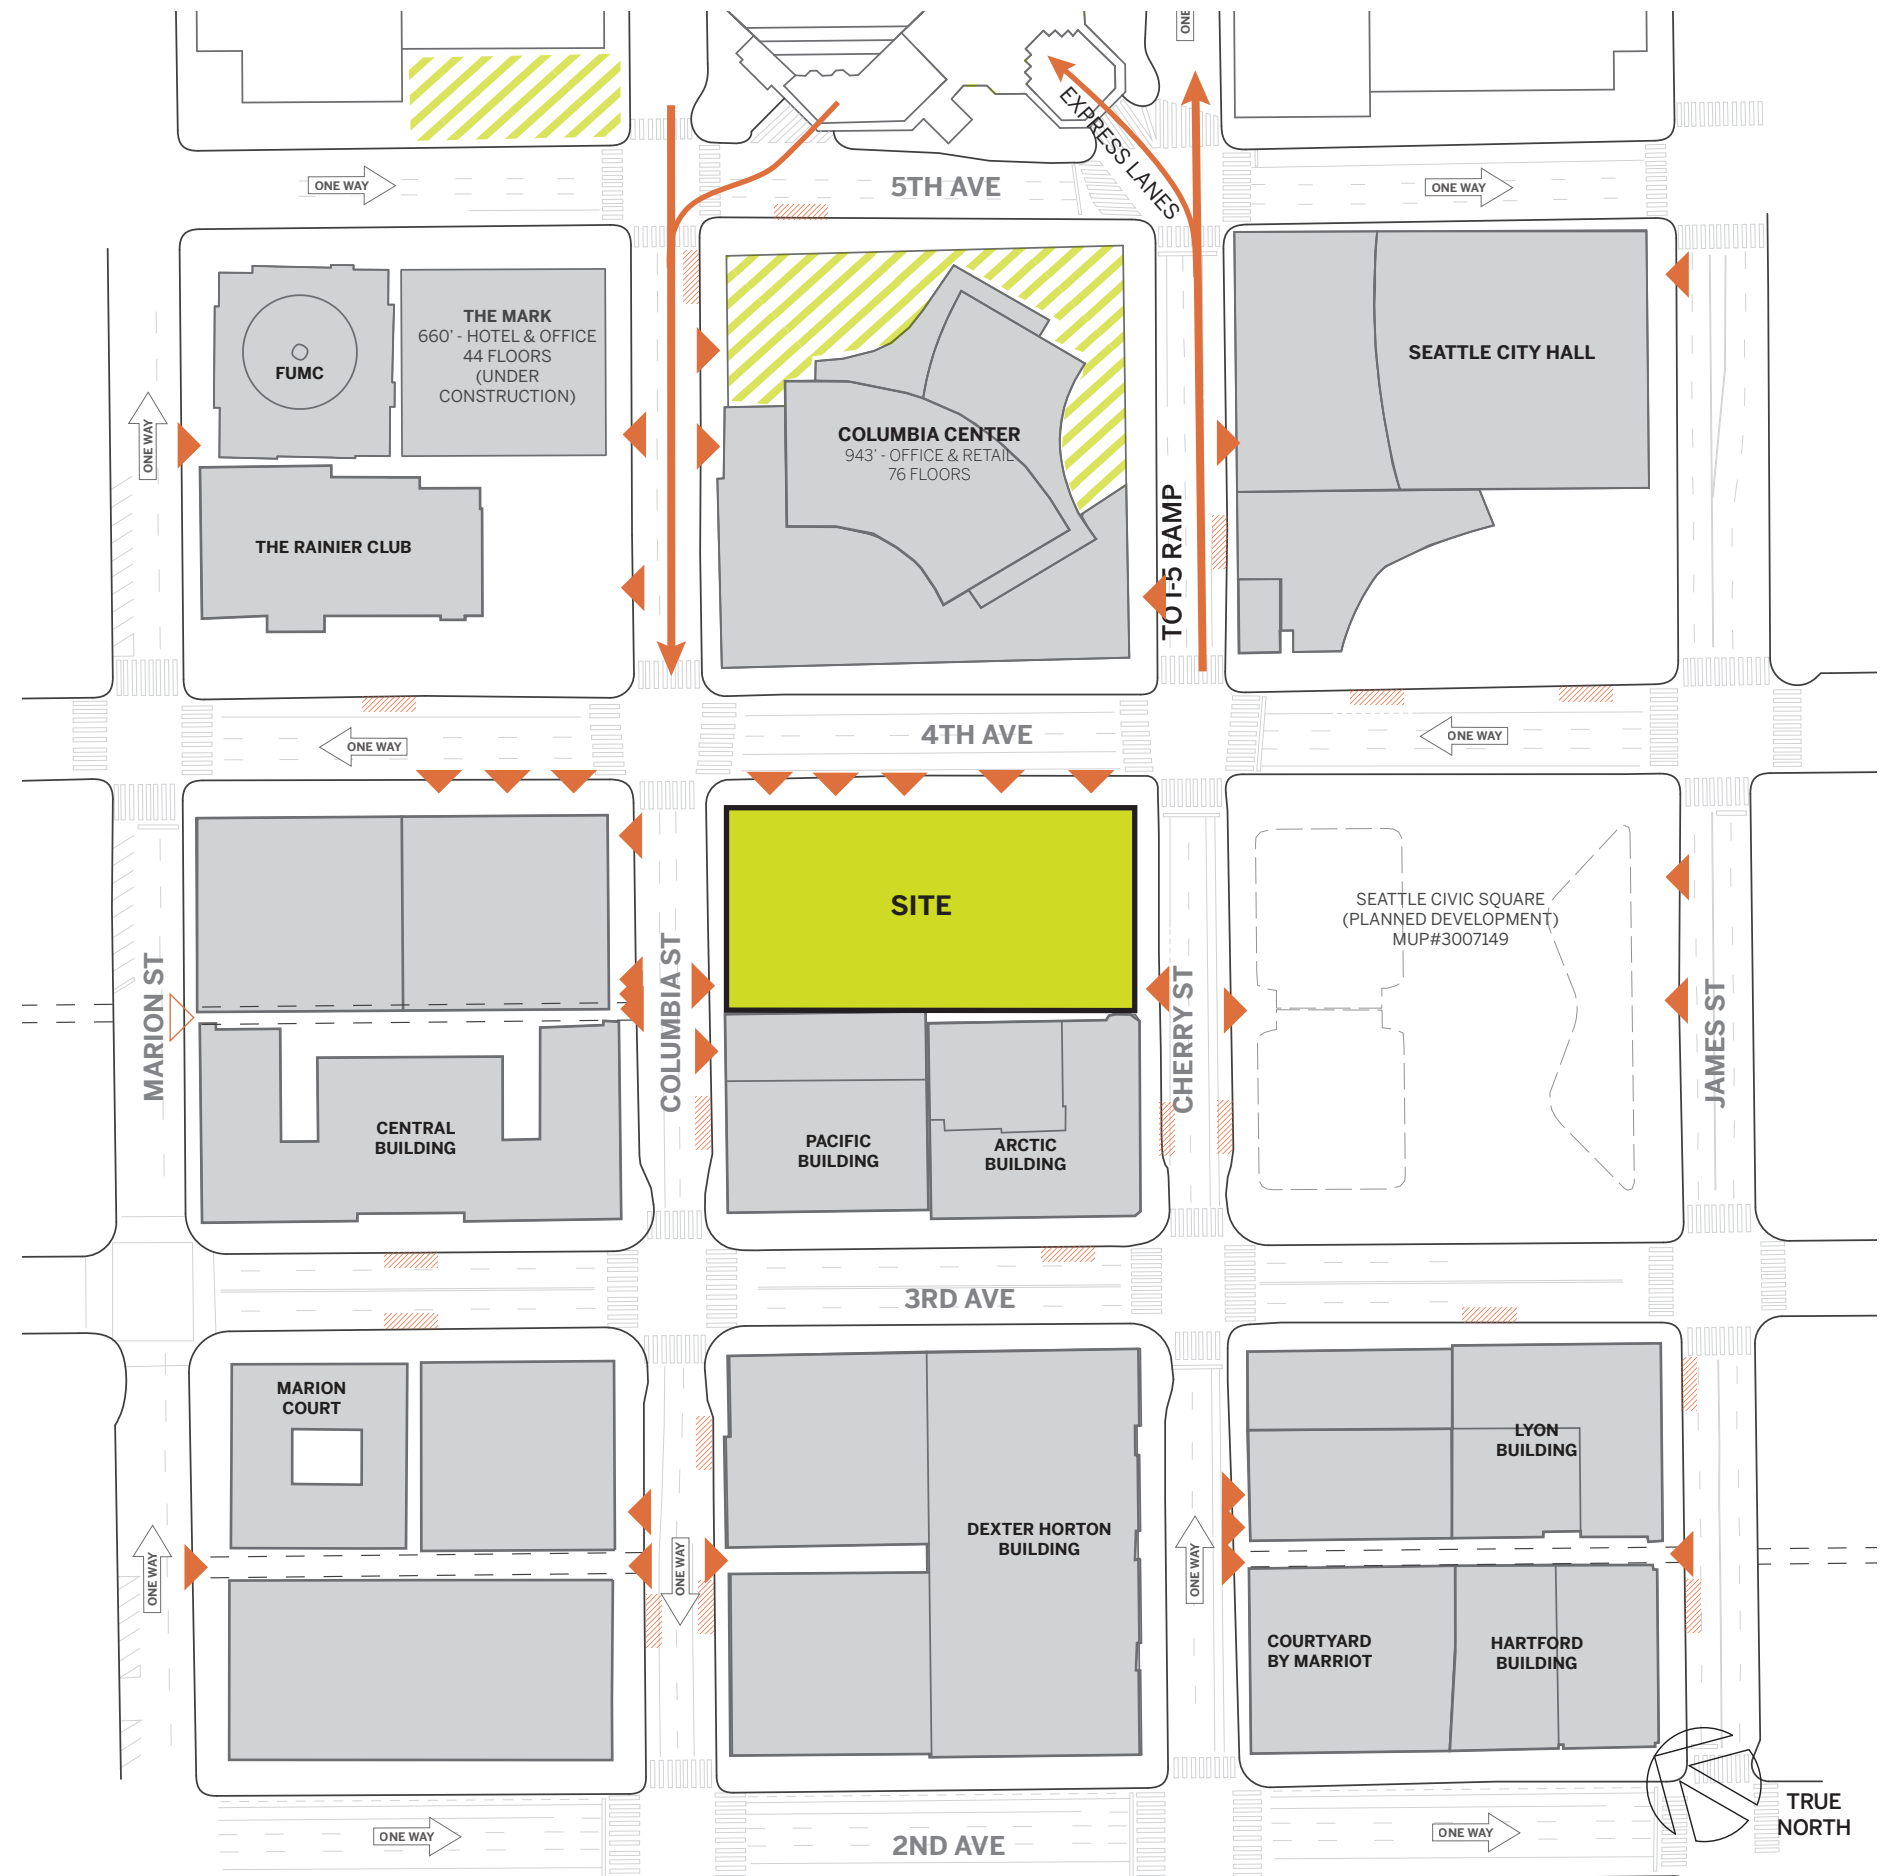 ONE
EXPRESS LANES
ONE WAY
5TH AVE
ONE WAY
THE MARK
660' - HOTEL & OFFICE
44 FLOORS
(UNDER
CONSTRUCTION)
FUMC
SEATTLE CITY HALL
ONE WAY
COLUMBIA CENTER
943' - OFFICE & RETAIL
76 FLOORS
THE RAINIER CLUB
TO I-5 RAMP
ONE WAY
4TH AVE
ONE WAY
SITE
SEATTLE CIVIC SQUARE
(PLANNED DEVELOPMENT)
MUP#3007149
MARION ST
COLUMBIA ST
CHERRY ST
JAMES ST
CENTRAL
BUILDING
PACIFIC
BUILDING
ARCTIC
BUILDING
3RD AVE
MARION
COURT
LYON
BUILDING
DEXTER HORTON
BUILDING
ONE WAY
ONE WAY
ONE WAY
COURTYARD
BY MARRIOT
HARTFORD
BUILDING
TRUE
NORTH
ONE WAY
2ND AVE
ONE WAY